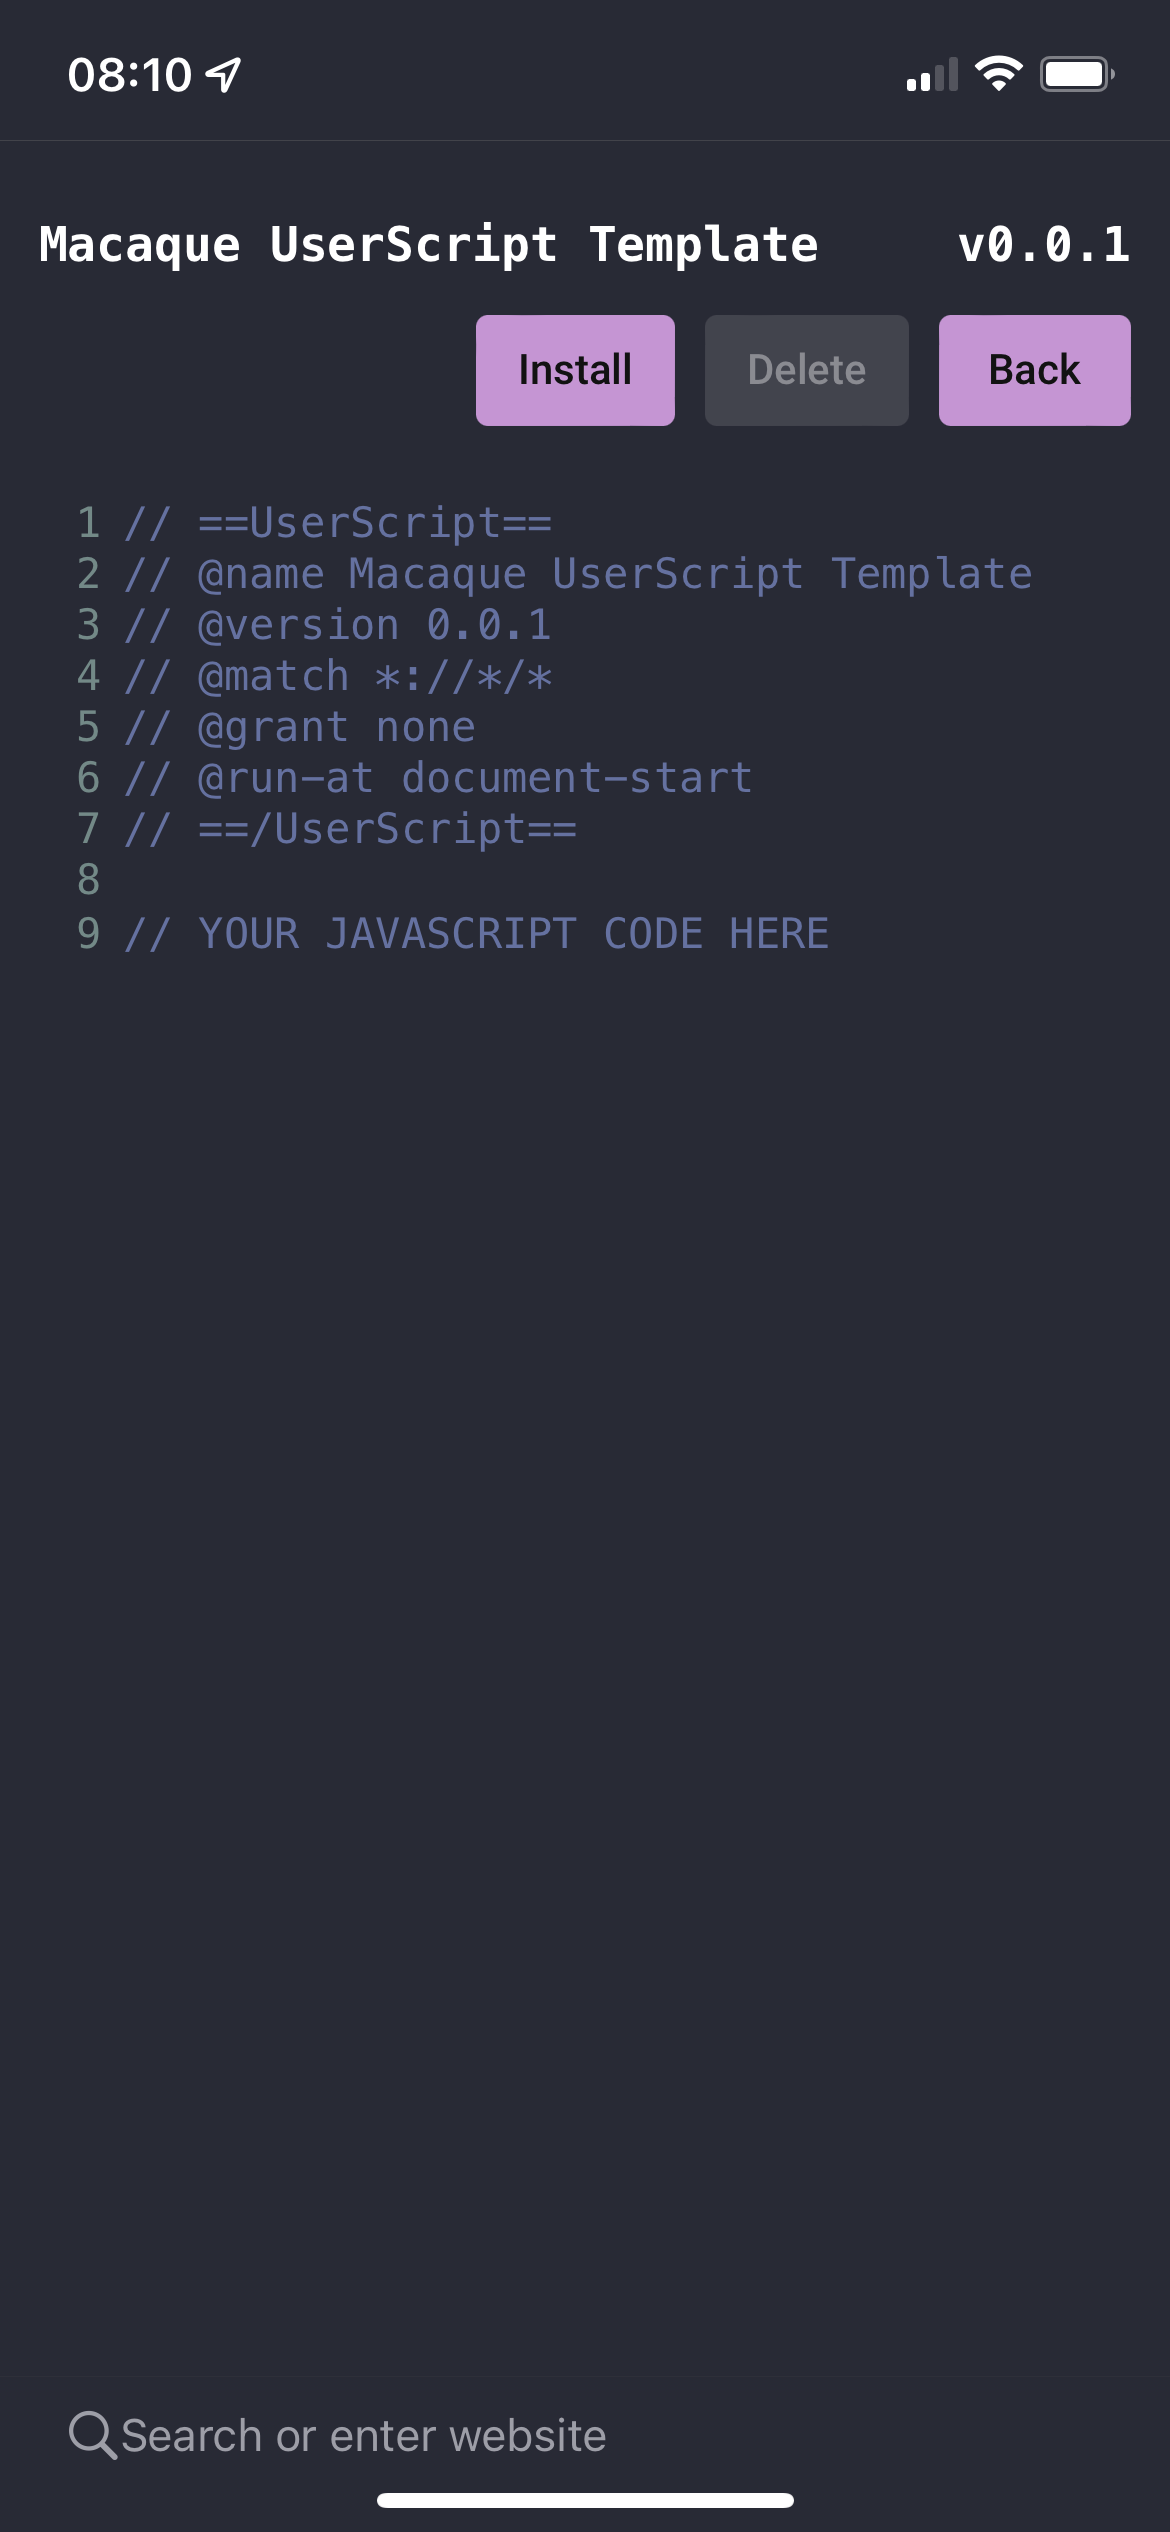 08:10
Macaque UserScript Template v0.0.1
Install Delete Back
1 // ==UserScript==
2 // @name Macaque UserScript Template
3 // @version 0.0.1
4 // @match *://*/*
5 // @grant none
6 // @run-at document-start
7 // ==/UserScript==
8
9 // YOUR JAVASCRIPT CODE HERE
Search or enter website